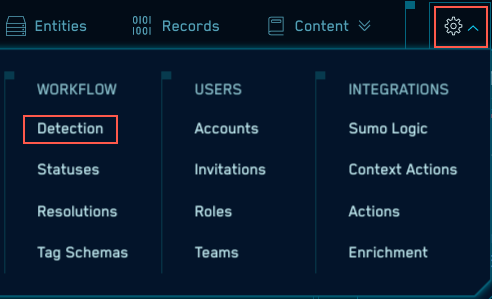 Entities
0101
1001
Records
Content
WORKFLOW
USERS
INTEGRATIONS
Detection
Accounts
Sumo Logic
Statuses
Invitations
Context Actions
Resolutions
Roles
Actions
Tag Schemas
Teams
Enrichment